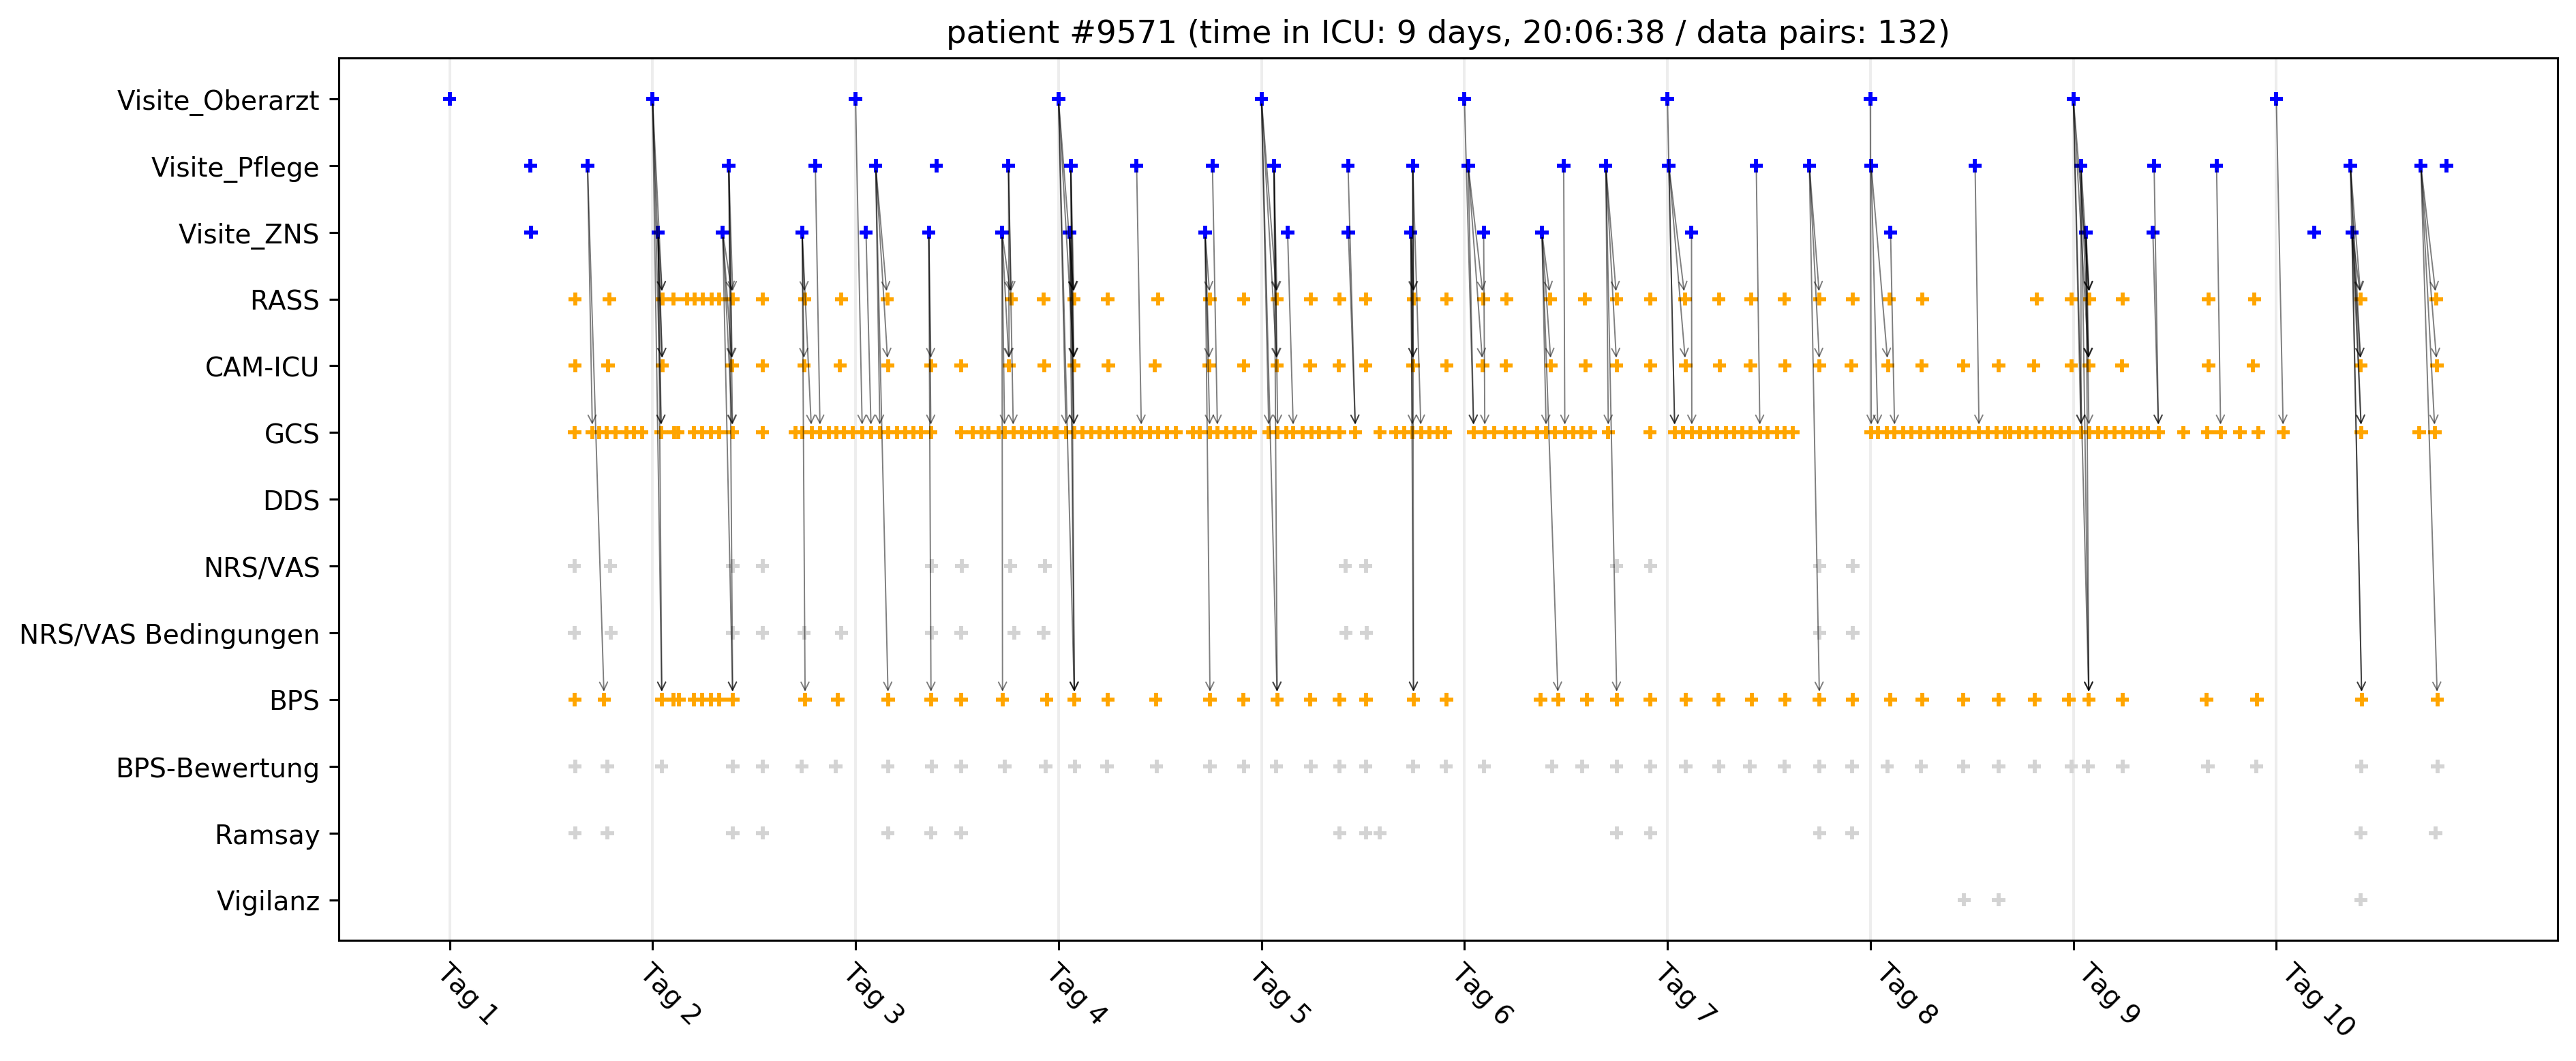 patient #9571 (time in ICU: 9 days, 20:06:38 / data pairs: 132)
Visite_Oberarzt
Visite_Pflege
Visite_ZNS
RASS
CAM-ICU
GCS
DDS
NRS/VAS
NRS/VAS Bedingungen
BPS
BPS-Bewertung
Ramsay
Vigilanz
Tag 1
Tag 2
Tag 3
Tag 4
Tag 5
Tag 6
Tag 7
Tag 8
Tag 9
Tag 10